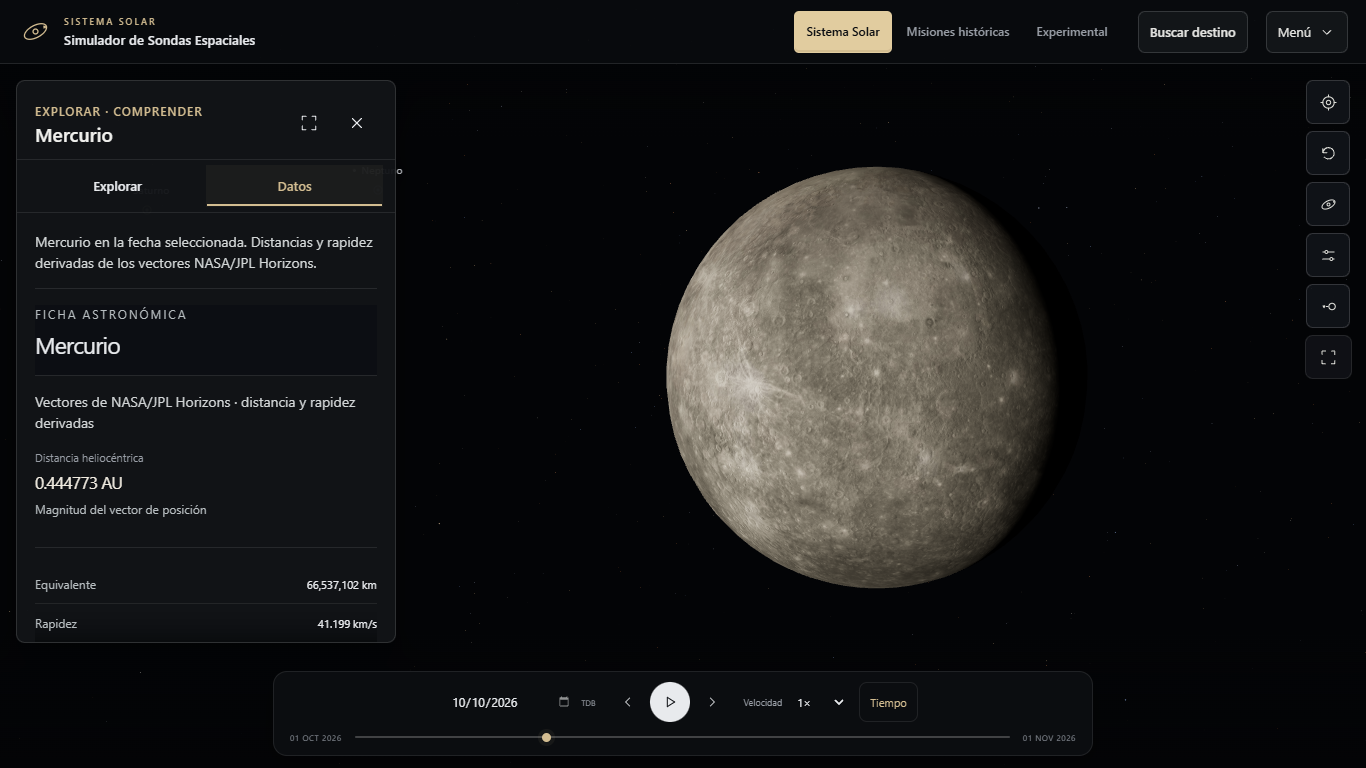 SISTEMA SOLAR
Simulador de Sondas Espaciales
Sistema Solar
Misiones históricas
Experimental
Buscar destino
Menú
EXPLORAR · COMPRENDER
Mercurio
Explorar
Datos
Mercurio en la fecha seleccionada. Distancias y rapidez
derivadas de los vectores NASA/JPL Horizons.
FICHA ASTRONÓMICA
Mercurio
Vectores de NASA/JPL Horizons · distancia y rapidez
derivadas
Distancia heliocéntrica
0.444773 AU
Magnitud del vector de posición
Equivalente 66,537,102 km
Rapidez 41.199 km/s
10/10/2026
TDB
Velocidad 1×
Tiempo
01 OCT 2026
01 NOV 2026